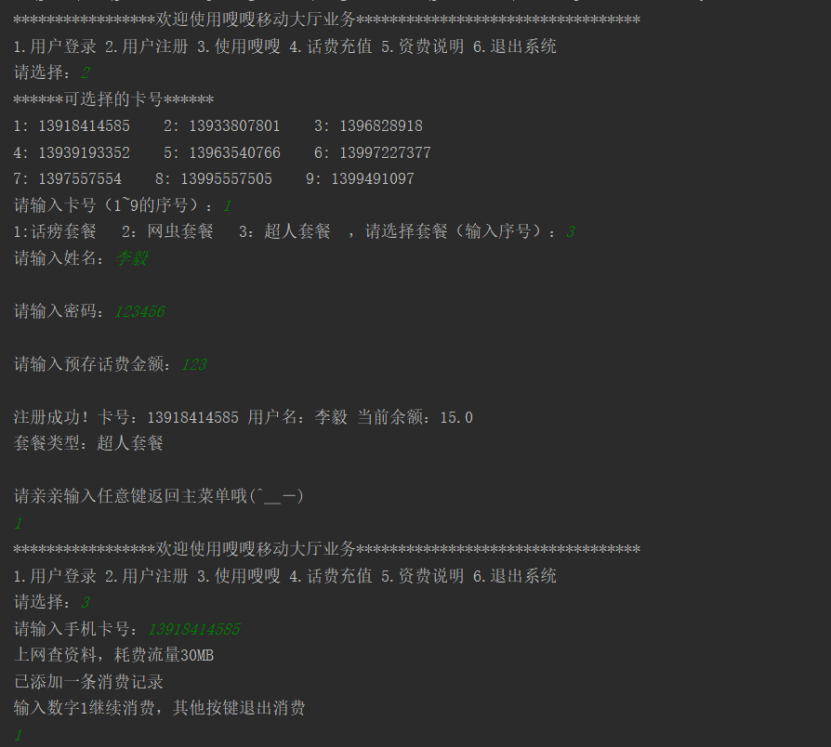 *****************欢迎使用嗖嗖移动大厅业务**********************************
1.用户登录 2.用户注册 3.使用嗖嗖 4.话费充值 5.资费说明 6.退出系统
请选择：2
******可选择的卡号******
1: 13918414585    2: 13933807801    3: 1396828918
4: 13939193352    5: 13963540766    6: 13997227377
7: 1397557554    8: 13995557505    9: 1399491097
请输入卡号（1~9的序号）：1
1:话痨套餐   2：网虫套餐   3：超人套餐  ，请选择套餐（输入序号）：3
请输入姓名：李毅
请输入密码：123456
请输入预存话费金额：123
注册成功！卡号：13918414585 用户名：李毅 当前余额：15.0
套餐类型：超人套餐
请亲亲输入任意键返回主菜单哦(^__－)
1
*****************欢迎使用嗖嗖移动大厅业务**********************************
1.用户登录 2.用户注册 3.使用嗖嗖 4.话费充值 5.资费说明 6.退出系统
请选择：3
请输入手机卡号：13918414585
上网查资料，耗费流量30MB
已添加一条消费记录
输入数字1继续消费，其他按键退出消费
1